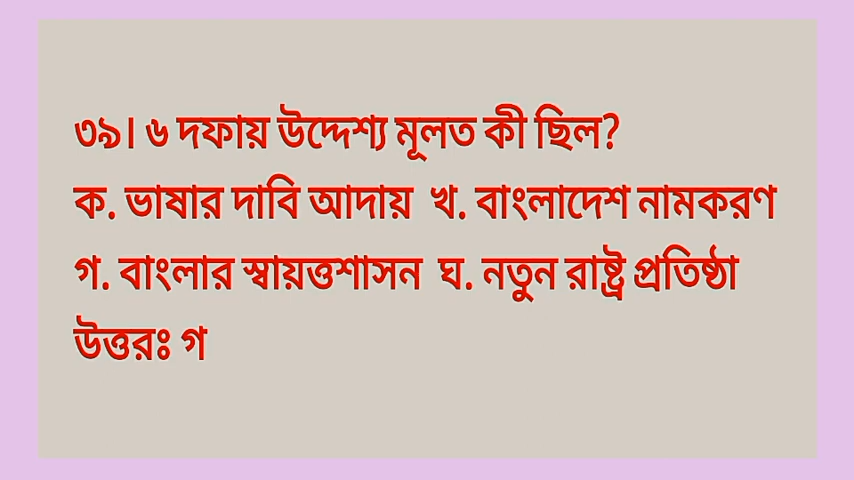 ৩৯। ৬ দফায় উদ্দেশ্য মূলত কী ছিল?
ক. ভাষার দাবি আদায় খ. বাংলাদেশ নামকরণ
গ. বাংলার স্বায়ত্তশাসন ঘ. নতুন রাষ্ট্র প্রতিষ্ঠা
উত্তরঃ গ